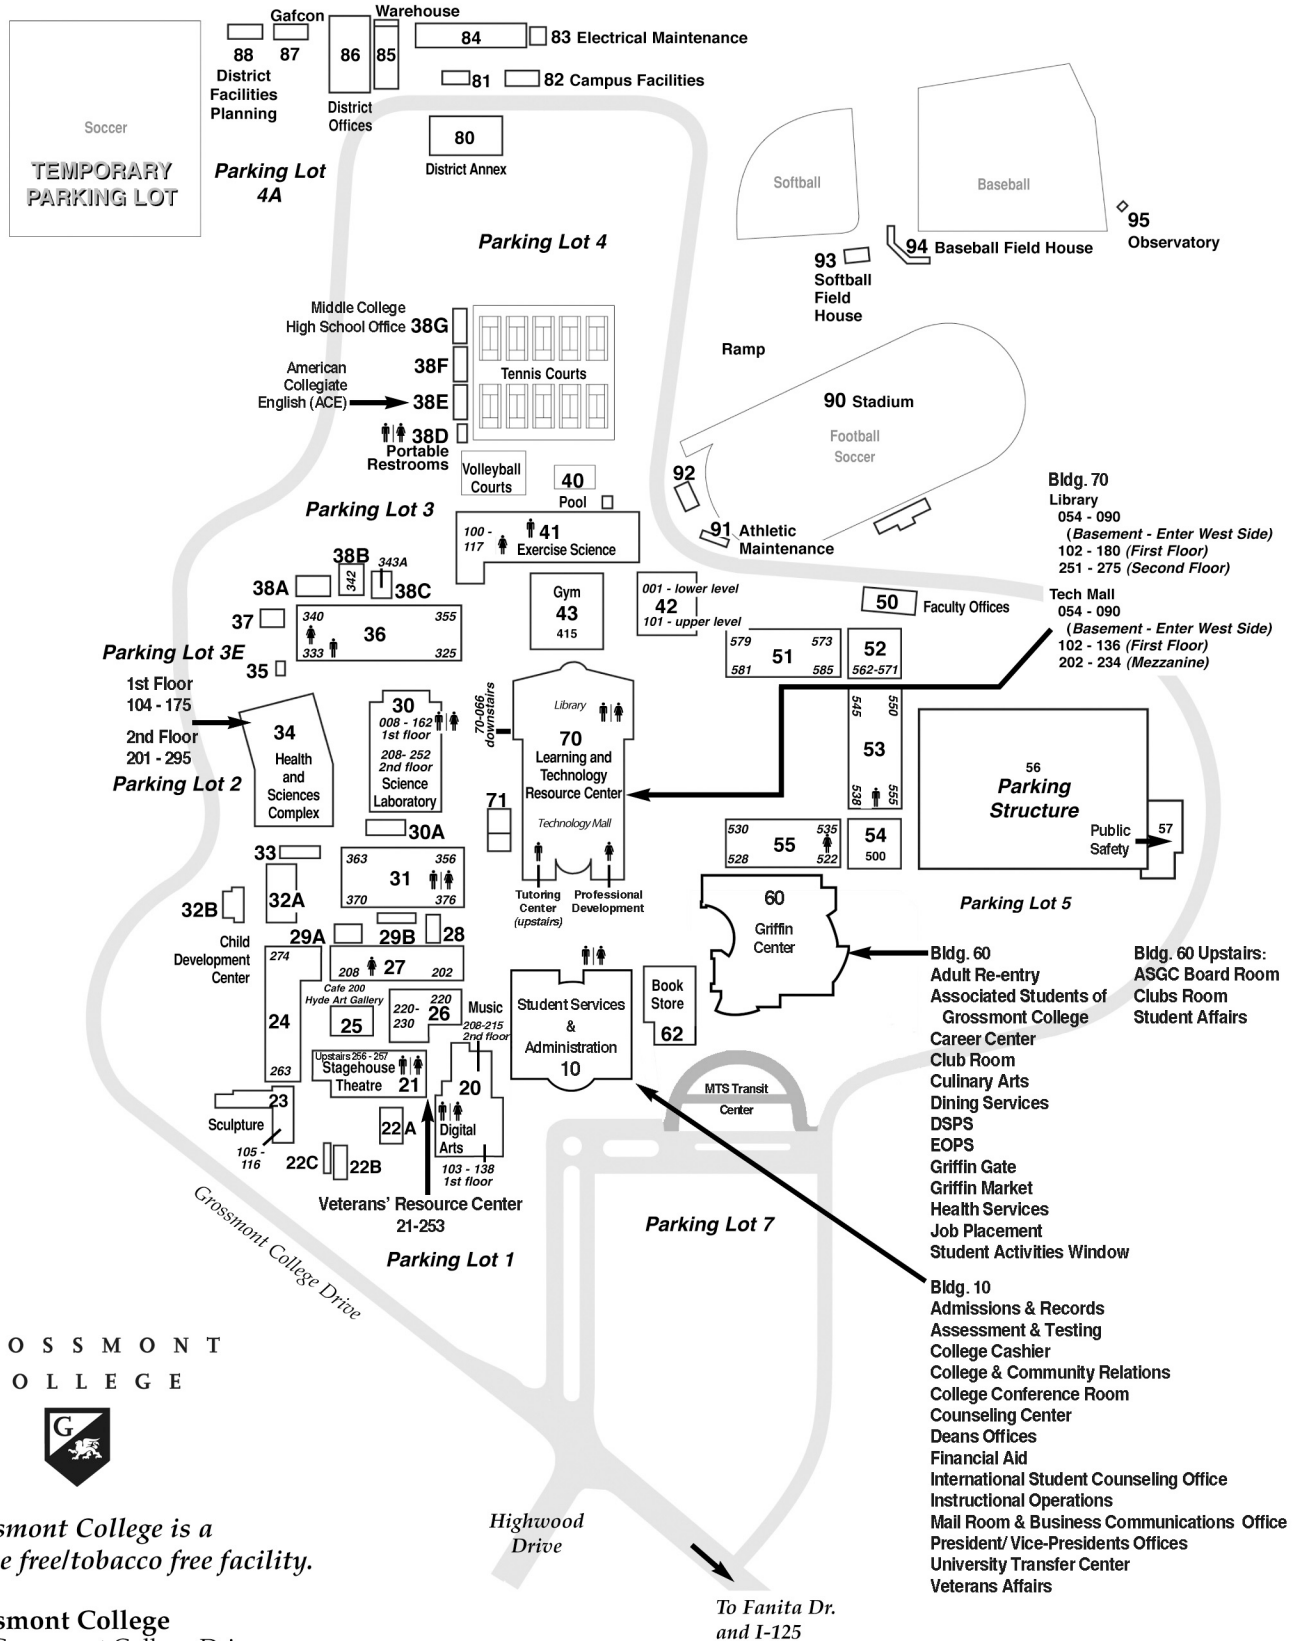 Gafcon
Warehouse
88
87
86
85
84
83 Electrical Maintenance
District
Facilities
Planning
District
Offices
81
82 Campus Facilities
80
District Annex
Soccer
TEMPORARY
PARKING LOT
Parking Lot
4A
Parking Lot 4
Softball
Baseball
95
Observatory
94 Baseball Field House
93
Softball
Field
House
Ramp
90 Stadium
Football
Soccer
92
91 Athletic
Maintenance
Middle College
High School Office 38G
38F
American
Collegiate
English (ACE)
38E
38D
Portable
Restrooms
Tennis Courts
Volleyball
Courts
40
Pool
Parking Lot 3
100 -
117
41
Exercise Science
38B
343A
342
38A
38C
37
340
355
36
333
325
Parking Lot 3E
35
Gym
43
415
001 - lower level
42
101 - upper level
50
Faculty Offices
579
573
51
581
585
52
562-571
545
550
53
538
555
530
535
55
528
522
54
500
Bldg. 70
Library
054 - 090
(Basement - Enter West Side)
102 - 180 (First Floor)
251 - 275 (Second Floor)
Tech Mall
054 - 090
(Basement - Enter West Side)
102 - 136 (First Floor)
202 - 234 (Mezzanine)
1st Floor
104 - 175
2nd Floor
201 - 295
Parking Lot 2
34
Health
and
Sciences
Complex
30
008 - 162
1st floor
208- 252
2nd floor
Science
Laboratory
30A
70-066
downstairs
Library
70
Learning and
Technology
Resource Center
Technology Mall
71
Tutoring
Center
(upstairs)
Professional
Development
56
Parking
Structure
Public
Safety
57
Parking Lot 5
33
363
356
31
370
376
32A
32B
Child
Development
Center
29A
29B
28
274
24
263
208
27
202
Cafe 200
Hyde Art Gallery
25
220
220-
230
26
Music
208-215
2nd floor
Upstairs 256 - 257
Stagehouse
Theatre
21
20
Digital
Arts
103 - 138
1st floor
23
Sculpture
105 -
116
22A
22C
22B
Veterans' Resource Center
21-253
Parking Lot 1
Student Services
&
Administration
10
Book
Store
62
60
Griffin
Center
MTS Transit
Center
Parking Lot 7
Bldg. 60
Adult Re-entry
Associated Students of
Grossmont College
Career Center
Club Room
Culinary Arts
Dining Services
DSPS
EOPS
Griffin Gate
Griffin Market
Health Services
Job Placement
Student Activities Window
Bldg. 60 Upstairs:
ASGC Board Room
Clubs Room
Student Affairs
Bldg. 10
Admissions & Records
Assessment & Testing
College Cashier
College & Community Relations
College Conference Room
Counseling Center
Deans Offices
Financial Aid
International Student Counseling Office
Instructional Operations
Mail Room & Business Communications Office
President/ Vice-Presidents Offices
University Transfer Center
Veterans Affairs
Grossmont College Drive
Highwood
Drive
To Fanita Dr.
and I-125
OSSMONT
OLLEGE
G
smont College is a
e free/tobacco free facility.
smont College